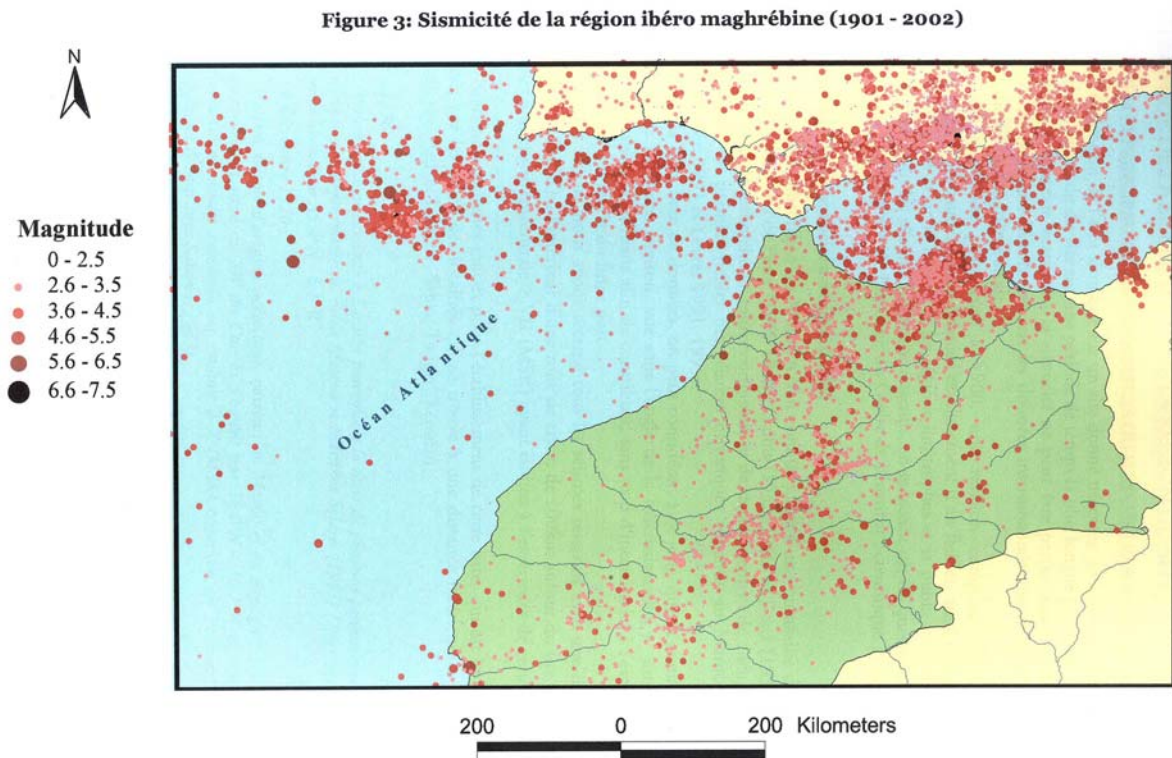 Figure 3: Sismicité de la région ibéro maghrébine (1901 - 2002)
N
Magnitude
0 - 2.5
2.6 - 3.5
3.6 - 4.5
4.6 -5.5
5.6 - 6.5
6.6 -7.5
Océan Atlantique
200 0 200 Kilometers